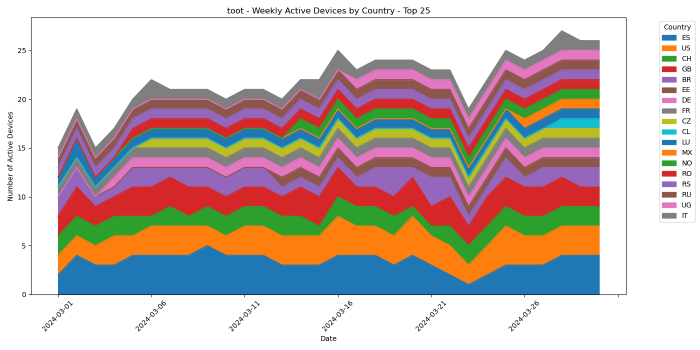 toot - Weekly Active Devices by Country - Top 25
Country
ES
US
CH
GB
BR
EE
DE
FR
CZ
CL
LU
MX
NO
RO
RS
RU
UG
IT
Number of Active Devices
25
20
15
10
5
0
2024-03-01
2024-03-06
2024-03-11
2024-03-16
2024-03-21
2024-03-26
Date